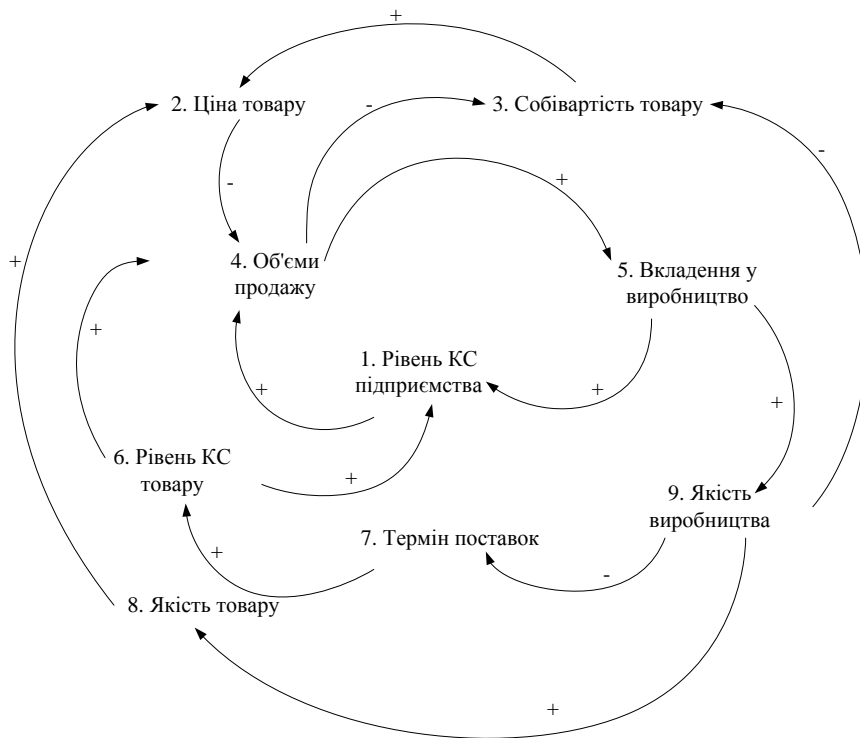 +
2. Ціна товару
-
3. Собівартість товару
-
-
+
4. Об'єми
продажу
+
5. Вкладення у
виробництво
+
1. Рівень КС
підприємства
+
+
+
6. Рівень КС
товару
+
9. Якість
виробництва
7. Термін поставок
+
-
8. Якість товару
+